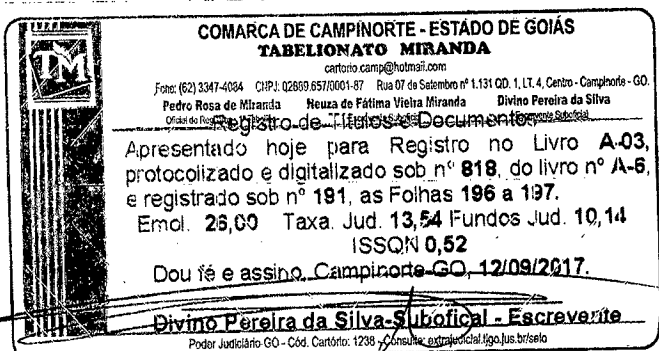 TM
COMARCA DE CAMPINORTE - ESTADO DE GOIÁS
TABELIONATO MIRANDA
cartorio.camp@hotmail.com
Fone: (62) 3347-4084 CNPJ: 02889.657/0001-87 Rua 07 de Setembro nº 1.131 QD. 1, LT. 4, Centro - Campinorte - GO.
Pedro Rosa de Miranda Neuza de Fátima Vieira Miranda Divino Pereira da Silva
Registro de Títulos e Documentos
Apresentado hoje para Registro no Livro A-03,
protocolizado e digitalizado sob nº 818, do livro nº A-6,
e registrado sob nº 191, as Folhas 196 a 197.
Emol. 26,00 Taxa. Jud. 13,54 Fundos Jud. 10,14
ISSQN 0,52
Dou fé e assino. Campinorte-GO, 12/09/2017.
Divino Pereira da Silva-Subofical - Escrevente
Poder Judiciário GO - Cód. Cartório: 1238 - Consulte: extrajudicial.tjgo.jus.br/selo